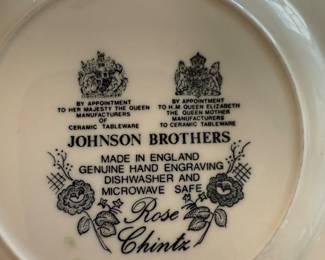 BY APPOINTMENT
TO HER MAJESTY THE QUEEN
MANUFACTURERS
OF
CERAMIC TABLEWARE
BY APPOINTMENT
TO H.M. QUEEN ELIZABETH
THE QUEEN MOTHER
MANUFACTURERS
TO CERAMIC TABLEWARE
JOHNSON BROTHERS
MADE IN ENGLAND
GENUINE HAND ENGRAVING
DISHWASHER AND
MICROWAVE SAFE
Rose
Chintz